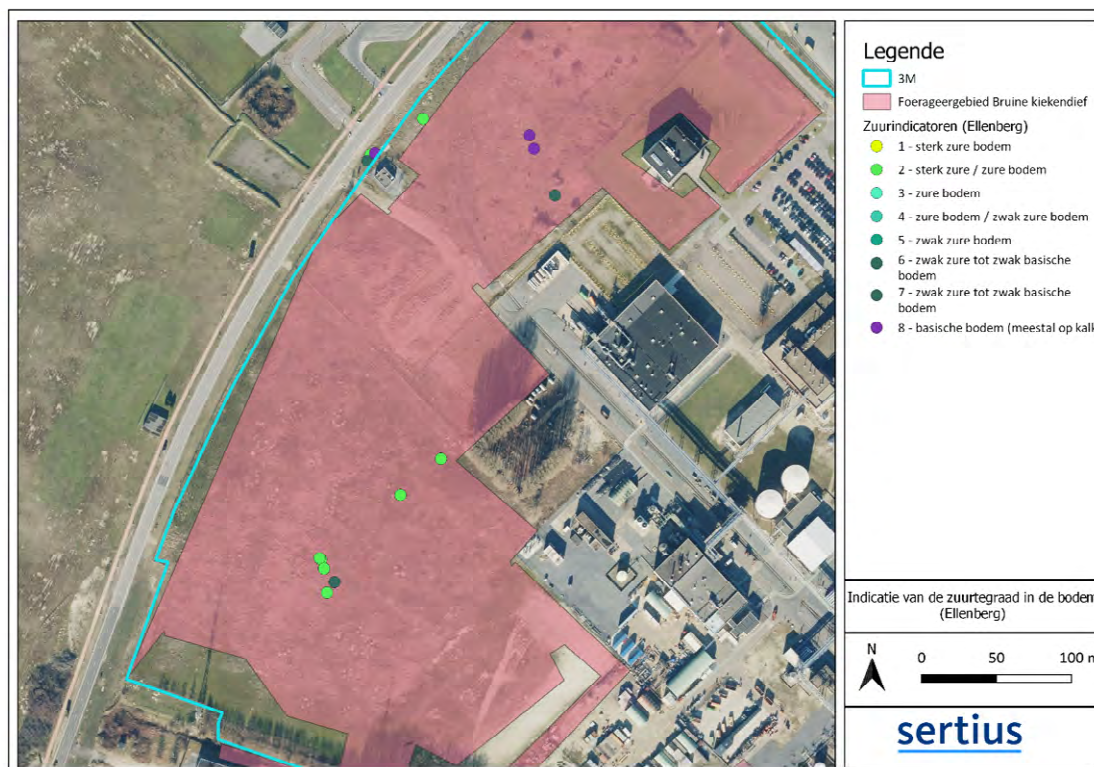 Legende
3M
Foerageergebied Bruine kiekendief
Zuurindicatoren (Ellenberg)
1 - sterk zure bodem
2 - sterk zure / zure bodem
3 - zure bodem
4 - zure bodem / zwak zure bodem
5 - zwak zure bodem
6 - zwak zure tot zwak basische
bodem
7 - zwak zure tot zwak basische
bodem
8 - basische bodem (meestal op kalk
Indicatie van de zuurtegraad in de bodem
(Ellenberg)
N
0 50 100 m
sertius